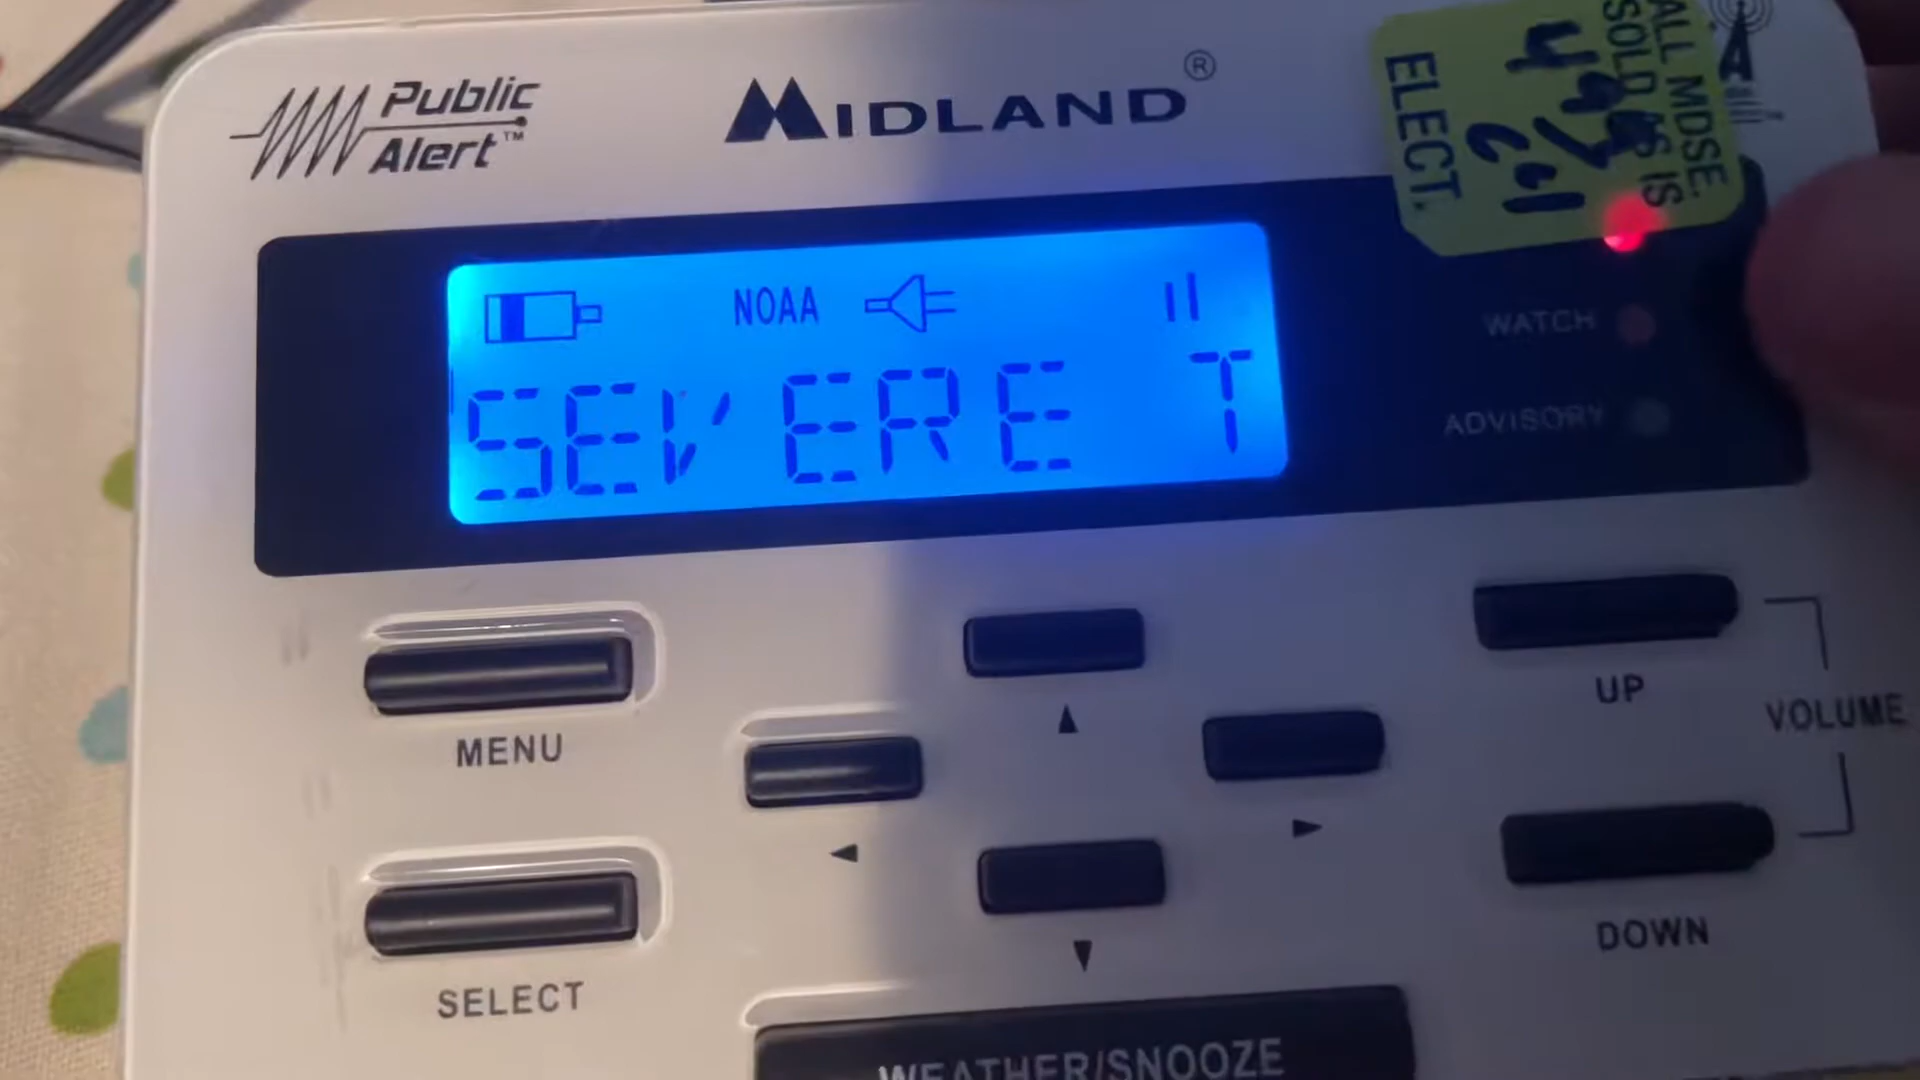 Public
Alert™
MIDLAND®
ALL MDSE.
SOLD AS IS
ELECT.
NOAA
SEVERE T
WATCH
ADVISORY
MENU
SELECT
UP
VOLUME
DOWN
WEATHER/SNOOZE